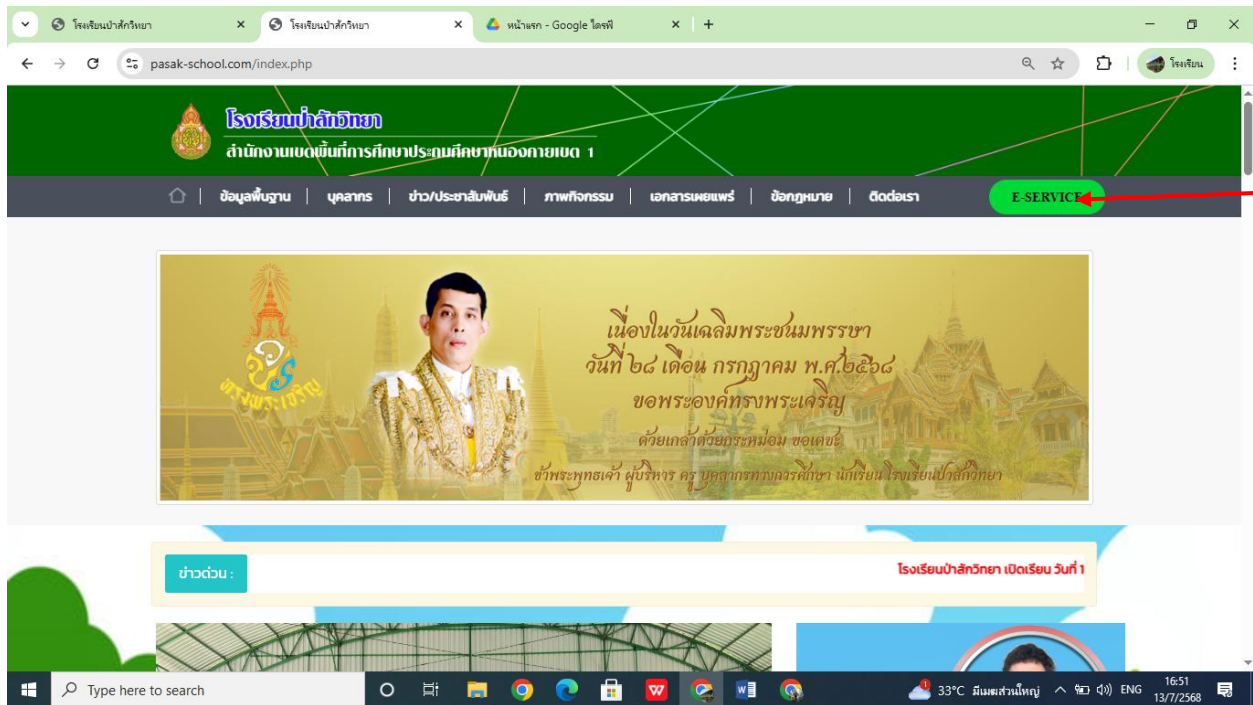 โรงเรียนป่าสักวิทยา
โรงเรียนป่าสักวิทยา
หน้าแรก - Google ไดรฟ์
pasak-school.com/index.php
โรงเรียน
โรงเรียนป่าสักวิทยา
สำนักงานเขตพื้นที่การศึกษาประถมศึกษาหนองคายเขต 1
ข้อมูลพื้นฐาน | บุคลากร | ข่าว/ประชาสัมพันธ์ | ภาพกิจกรรม | เอกสารเผยแพร่ | ข้อกฎหมาย | ติดต่อเรา
E-SERVICE
ทรงพระเจริญ
เนื่องในวันเฉลิมพระชนมพรรษา
วันที่ ๒๘ เดือน กรกฎาคม พ.ศ.๒๕๖๘
ขอพระองค์ทรงพระเจริญ
ด้วยเกล้าด้วยกระหม่อม ขอเดชะ
ข้าพระพุทธเจ้า ผู้บริหาร ครู บุคลากรทางการศึกษา นักเรียน โรงเรียนป่าสักวิทยา
ข่าวด่วน :
โรงเรียนป่าสักวิทยา เปิดเรียน วันที่ 1
Type here to search
33°C มีเมฆส่วนใหญ่
ENG
16:51
13/7/2568